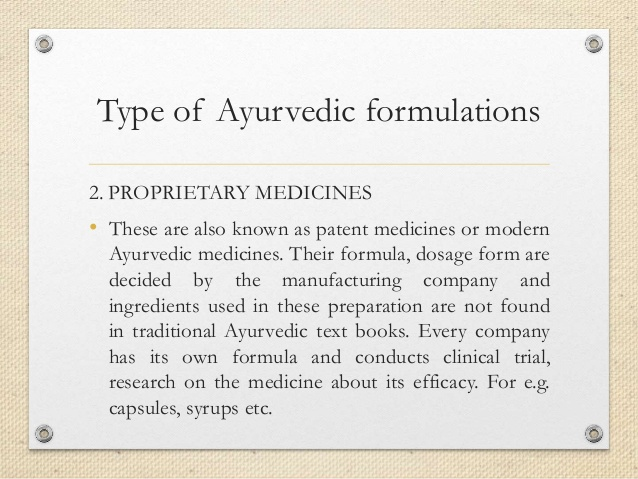 Type of Ayurvedic formulations
2. PROPRIETARY MEDICINES
• These are also known as patent medicines or modern
Ayurvedic medicines. Their formula, dosage form are
decided by the manufacturing company and
ingredients used in these preparation are not found
in traditional Ayurvedic text books. Every company
has its own formula and conducts clinical trial,
research on the medicine about its efficacy. For e.g.
capsules, syrups etc.